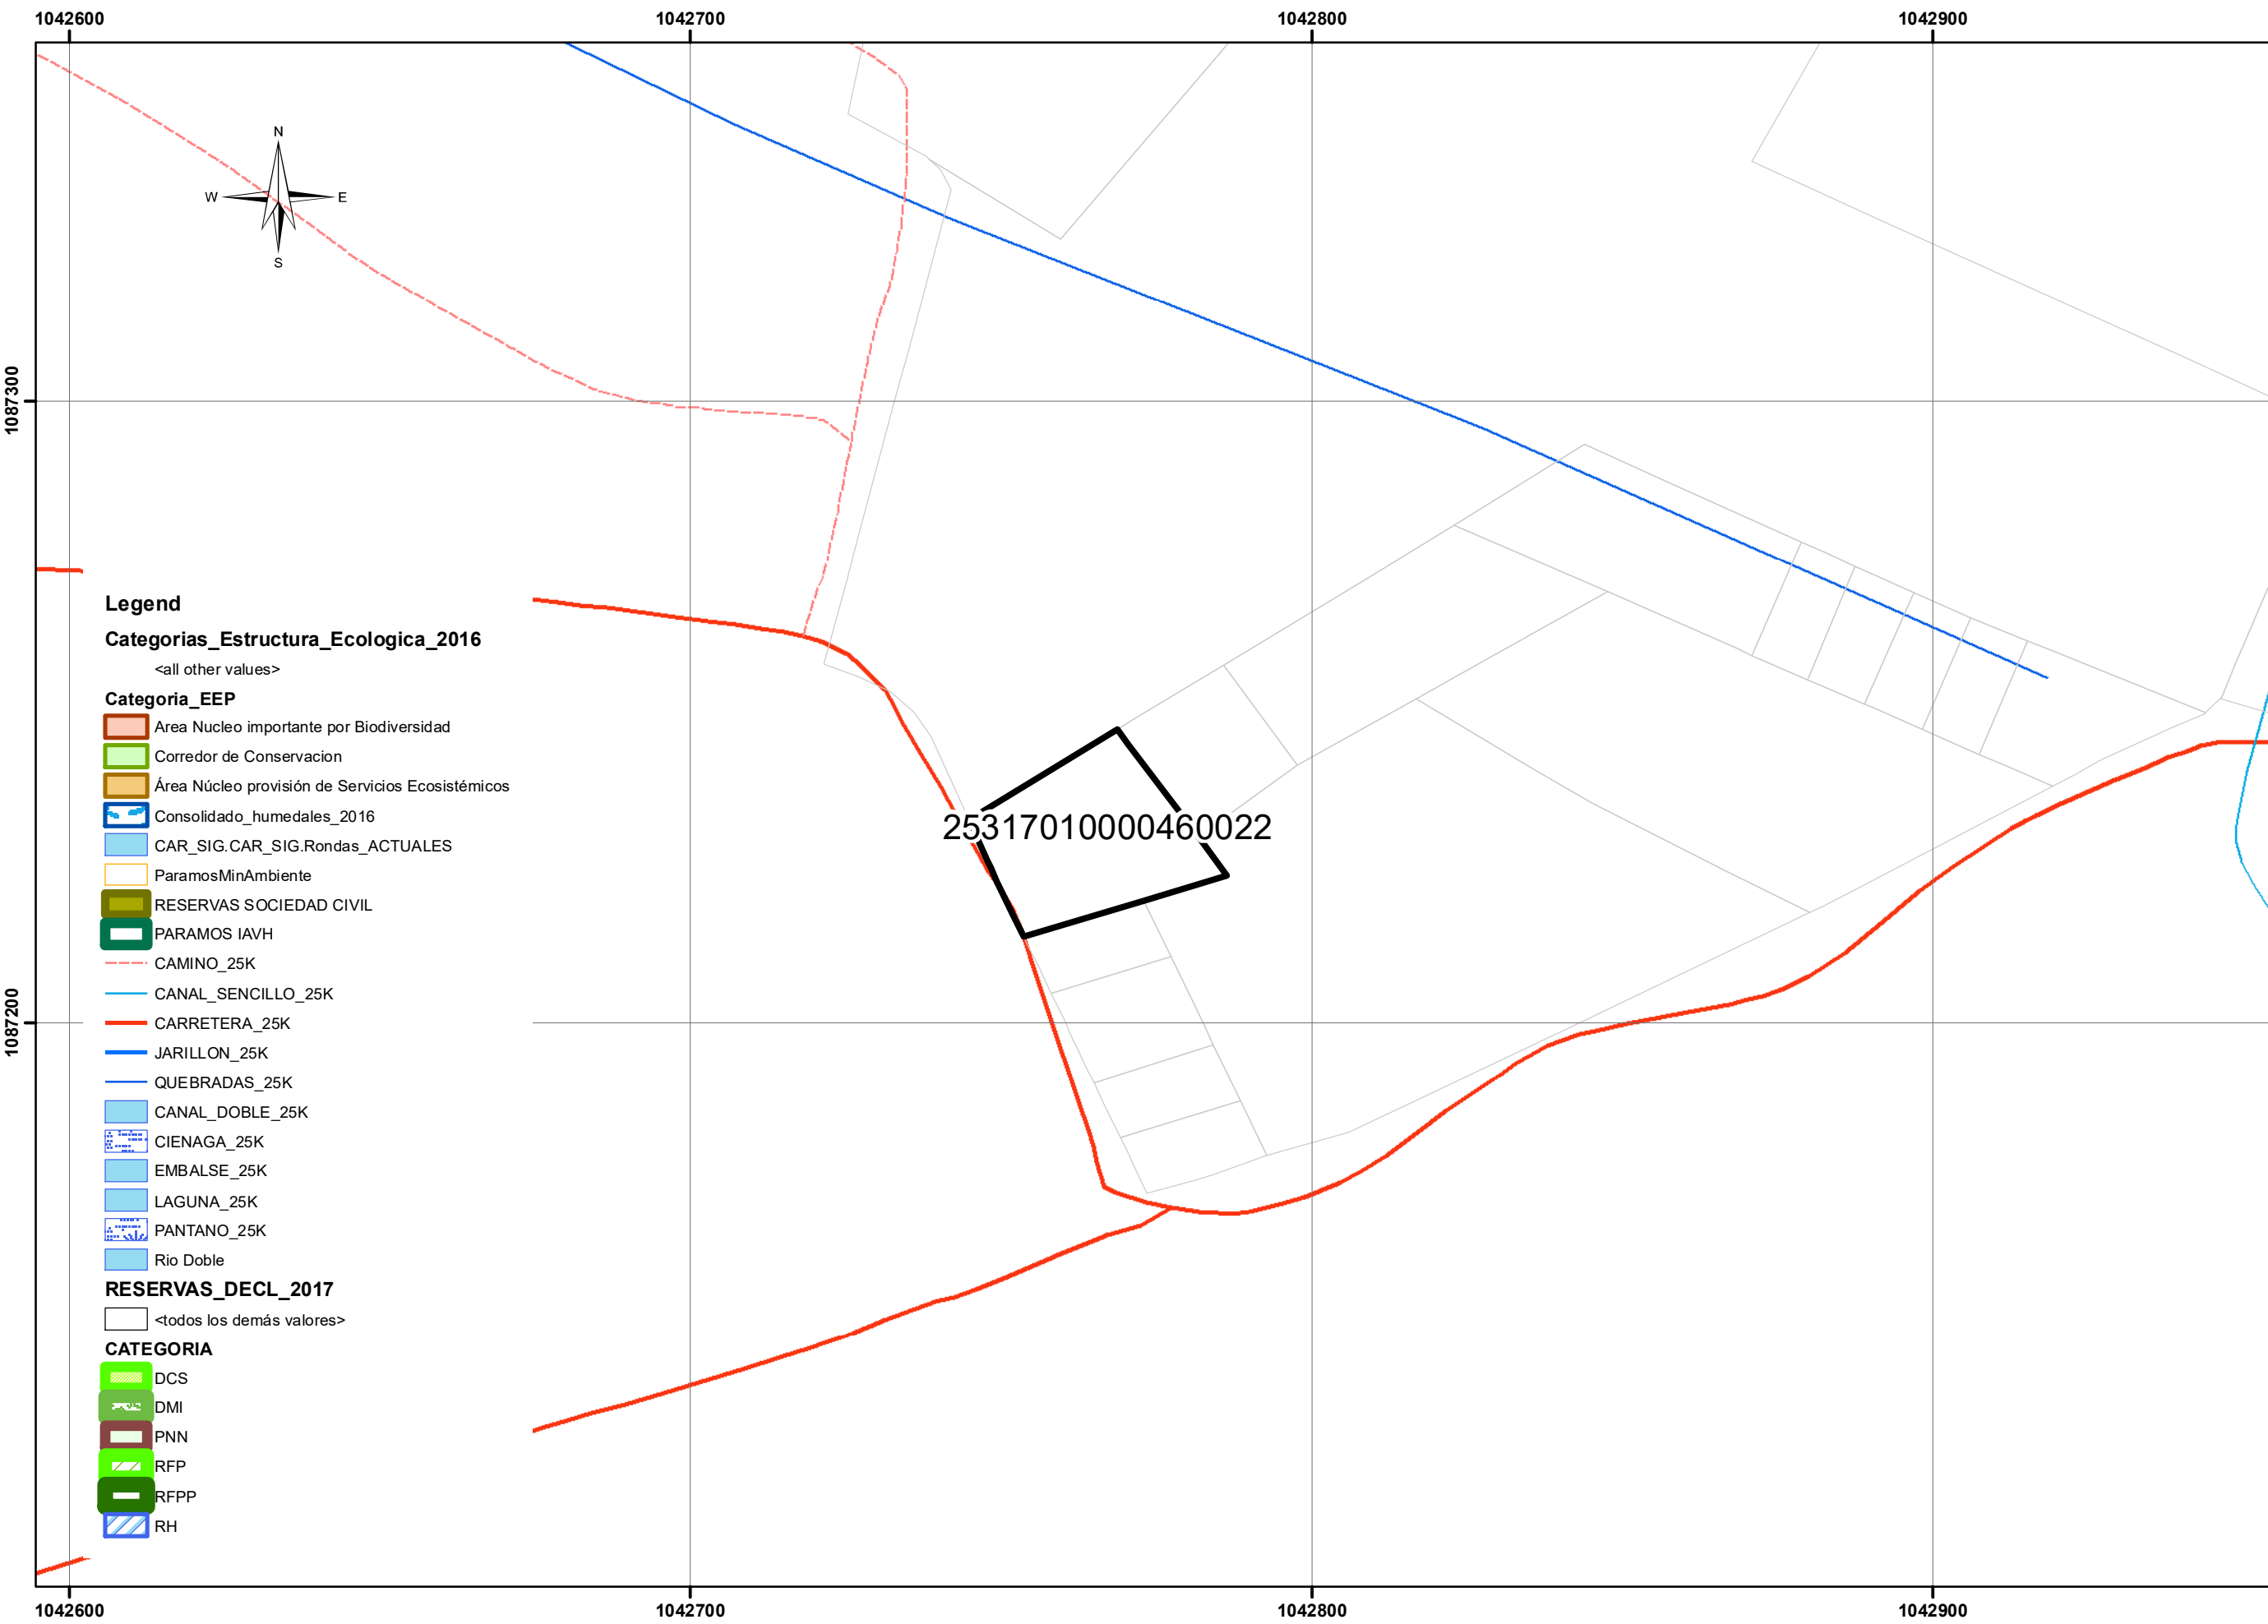 1042600 1042700 1042800 1042900
N
W E
S
1087300
1087200
Legend
Categorias_Estructura_Ecologica_2016
<all other values>
Categoria_EEP
Area Nucleo importante por Biodiversidad
Corredor de Conservacion
Área Núcleo provisión de Servicios Ecosistémicos
Consolidado_humedales_2016
CAR_SIG.CAR_SIG.Rondas_ACTUALES
ParamosMinAmbiente
RESERVAS SOCIEDAD CIVIL
PARAMOS IAVH
CAMINO_25K
CANAL_SENCILLO_25K
CARRETERA_25K
JARILLON_25K
QUEBRADAS_25K
CANAL_DOBLE_25K
CIENAGA_25K
EMBALSE_25K
LAGUNA_25K
PANTANO_25K
Rio Doble
RESERVAS_DECL_2017
<todos los demás valores>
CATEGORIA
DCS
DMI
PNN
RFP
RFPP
RH
25317010000460022
1042600 1042700 1042800 1042900